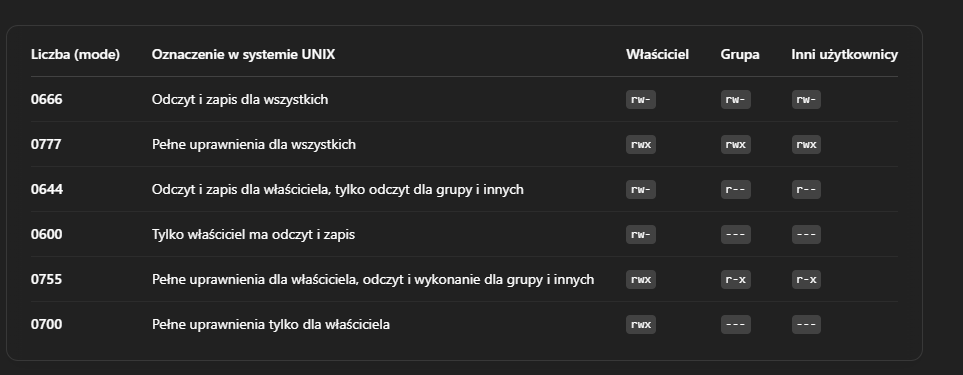 Liczba (mode) Oznaczenie w systemie UNIX Właściciel Grupa Inni użytkownicy
0666 Odczyt i zapis dla wszystkich rw- rw- rw-
0777 Pełne uprawnienia dla wszystkich rwx rwx rwx
0644 Odczyt i zapis dla właściciela, tylko odczyt dla grupy i innych rw- r-- r--
0600 Tylko właściciel ma odczyt i zapis rw- --- ---
0755 Pełne uprawnienia dla właściciela, odczyt i wykonanie dla grupy i innych rwx r-x r-x
0700 Pełne uprawnienia tylko dla właściciela rwx --- ---